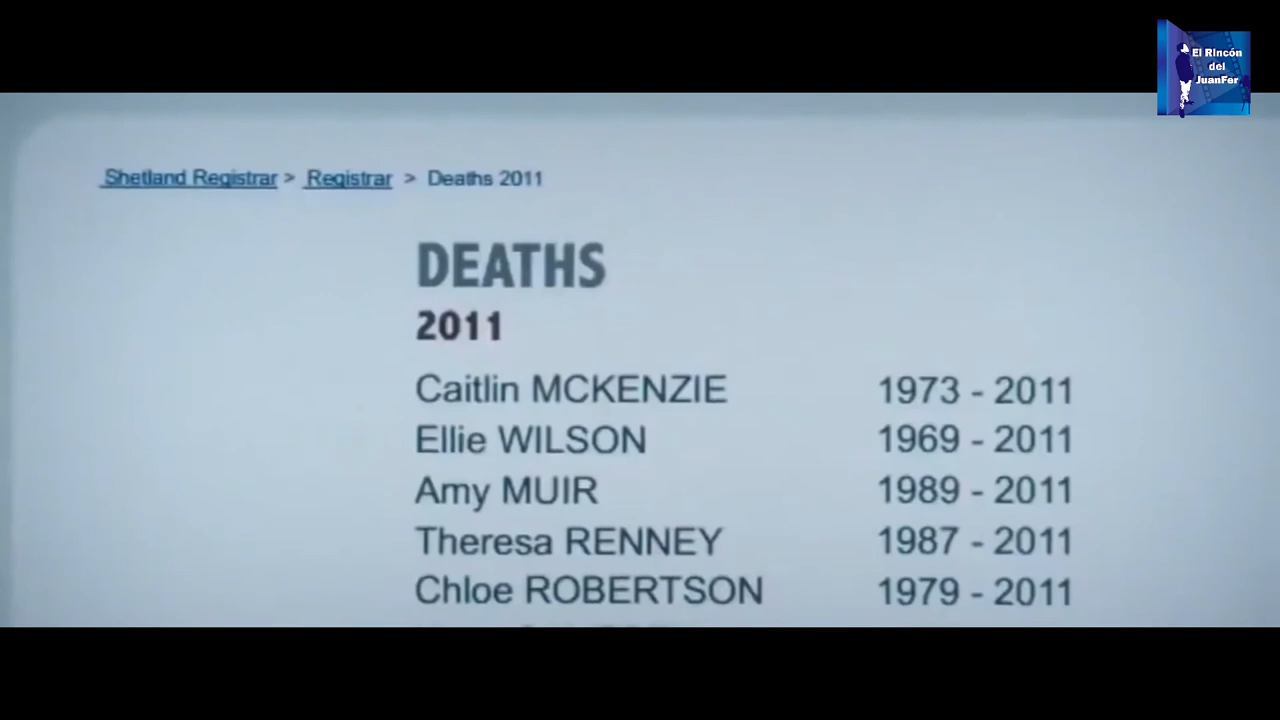 El Rincón
del
JuanFer
Shetland Registrar > Registrar > Deaths 2011
DEATHS
2011
Caitlin MCKENZIE 1973 - 2011
Ellie WILSON 1969 - 2011
Amy MUIR 1989 - 2011
Theresa RENNEY 1987 - 2011
Chloe ROBERTSON 1979 - 2011